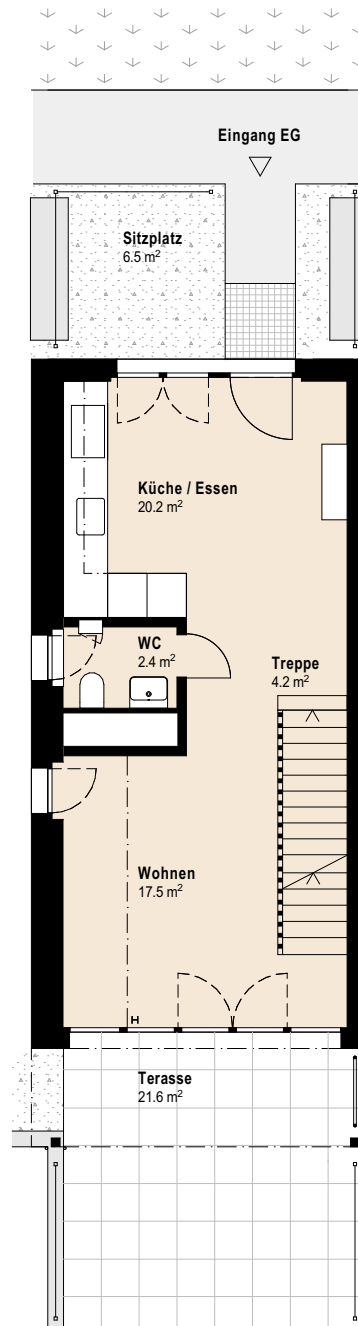 Eingang EG
Sitzplatz
6.5 m²
Küche / Essen
20.2 m²
WC
2.4 m²
Treppe
4.2 m²
Wohnen
17.5 m²
Terasse
21.6 m²